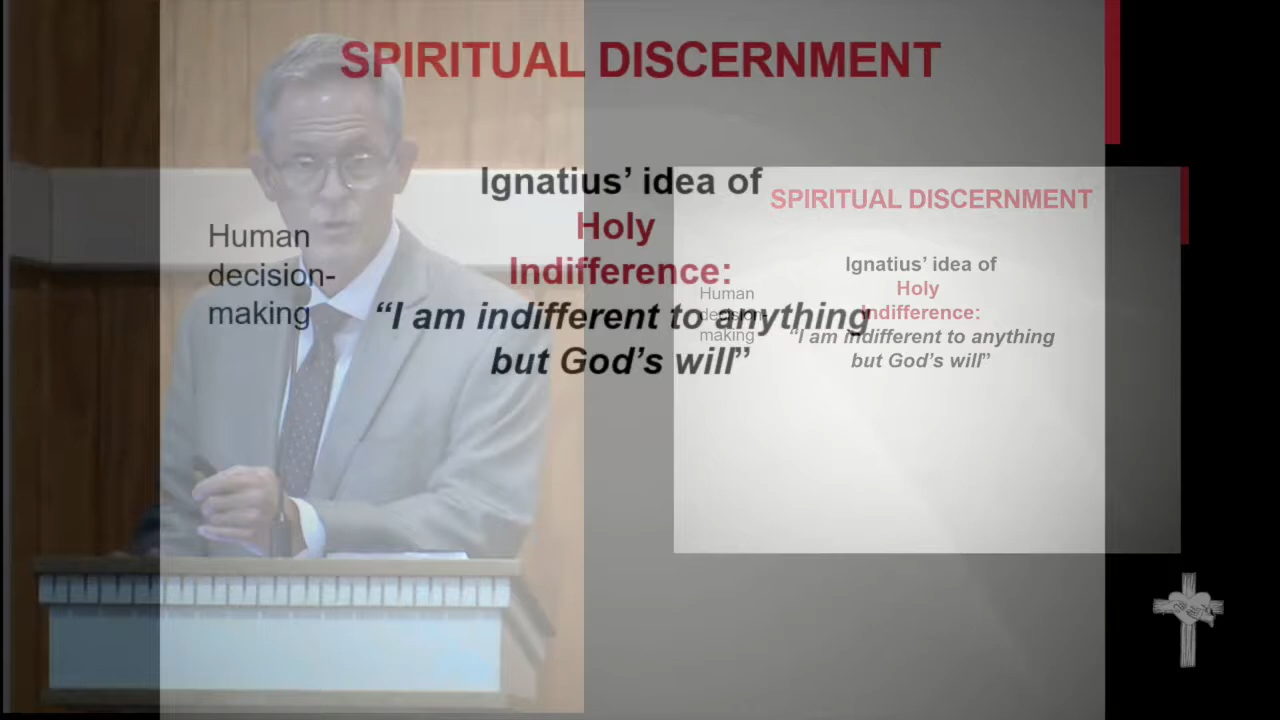 SPIRITUAL DISCERNMENT
Ignatius’ idea of
Holy
Indifference:
“I am indifferent to anything
but God’s will”
Human
decision-
making
SPIRITUAL DISCERNMENT
Ignatius’ idea of
Holy
Indifference:
“I am indifferent to anything
but God’s will”
Human
decision-
making